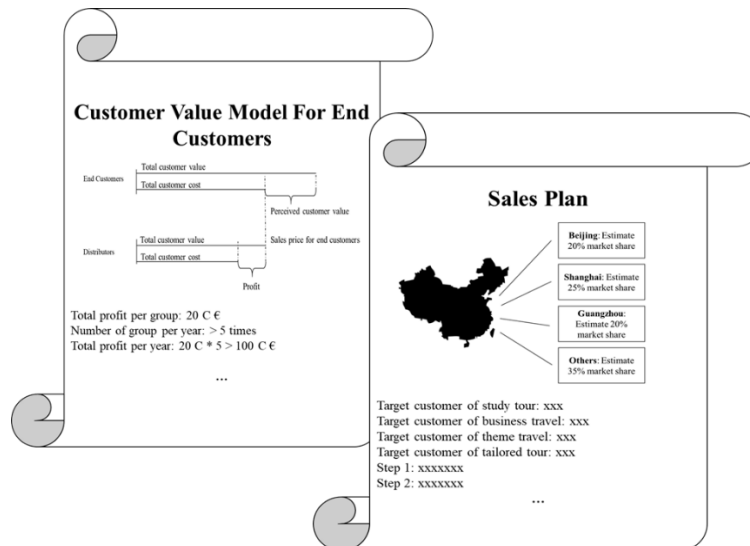 Customer Value Model For End
Customers
Total customer value
End Customers
Total customer cost
Perceived customer value
Total customer value
Sales price for end customers
Distributors
Total customer cost
Profit
Total profit per group: 20 C €
Number of group per year: > 5 times
Total profit per year: 20 C * 5 > 100 C €
...
Sales Plan
Beijing: Estimate
20% market share
Shanghai: Estimate
25% market share
Guangzhou:
Estimate 20%
market share
Others: Estimate
35% market share
Target customer of study tour: xxx
Target customer of business travel: xxx
Target customer of theme travel: xxx
Target customer of tailored tour: xxx
Step 1: xxxxxxx
Step 2: xxxxxxx
...